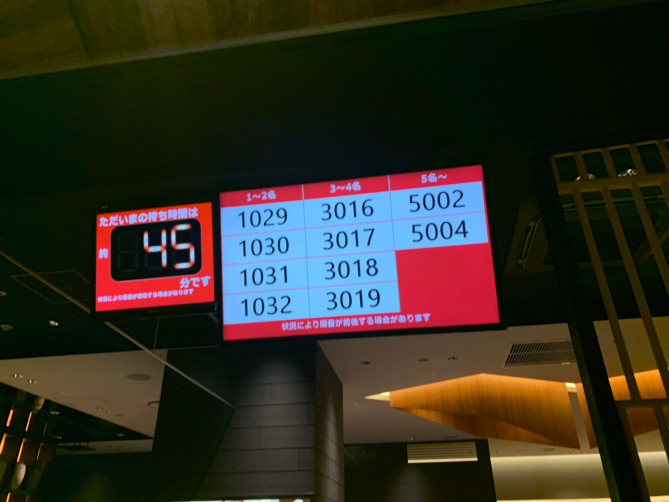 ただいまの待ち時間は
約 45 分です
状況により順番が前後する場合があります
1～2名 3～4名 5名～
1029 3016 5002
1030 3017 5004
1031 3018
1032 3019
状況により順番が前後する場合があります